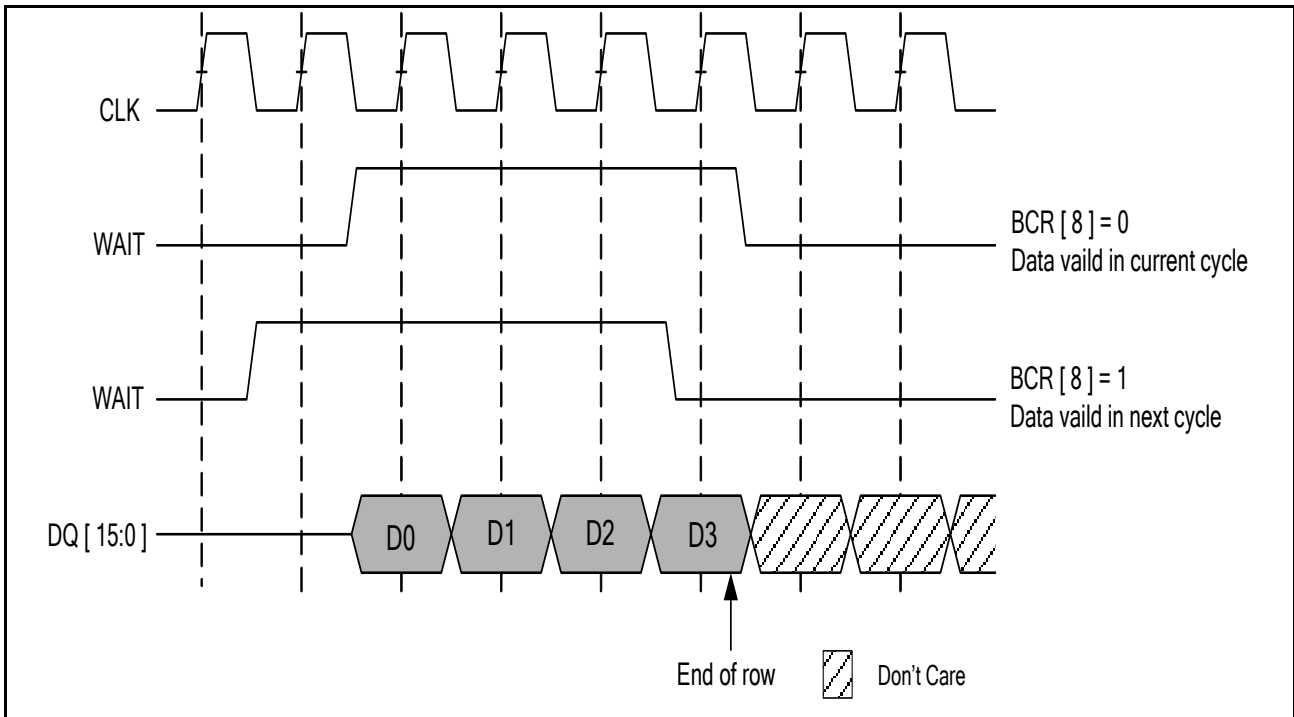 CLK
WAIT
BCR [ 8 ] = 0
Data vaild in current cycle
WAIT
BCR [ 8 ] = 1
Data vaild in next cycle
DQ [ 15:0 ]
D0
D1
D2
D3
End of row
Don't Care